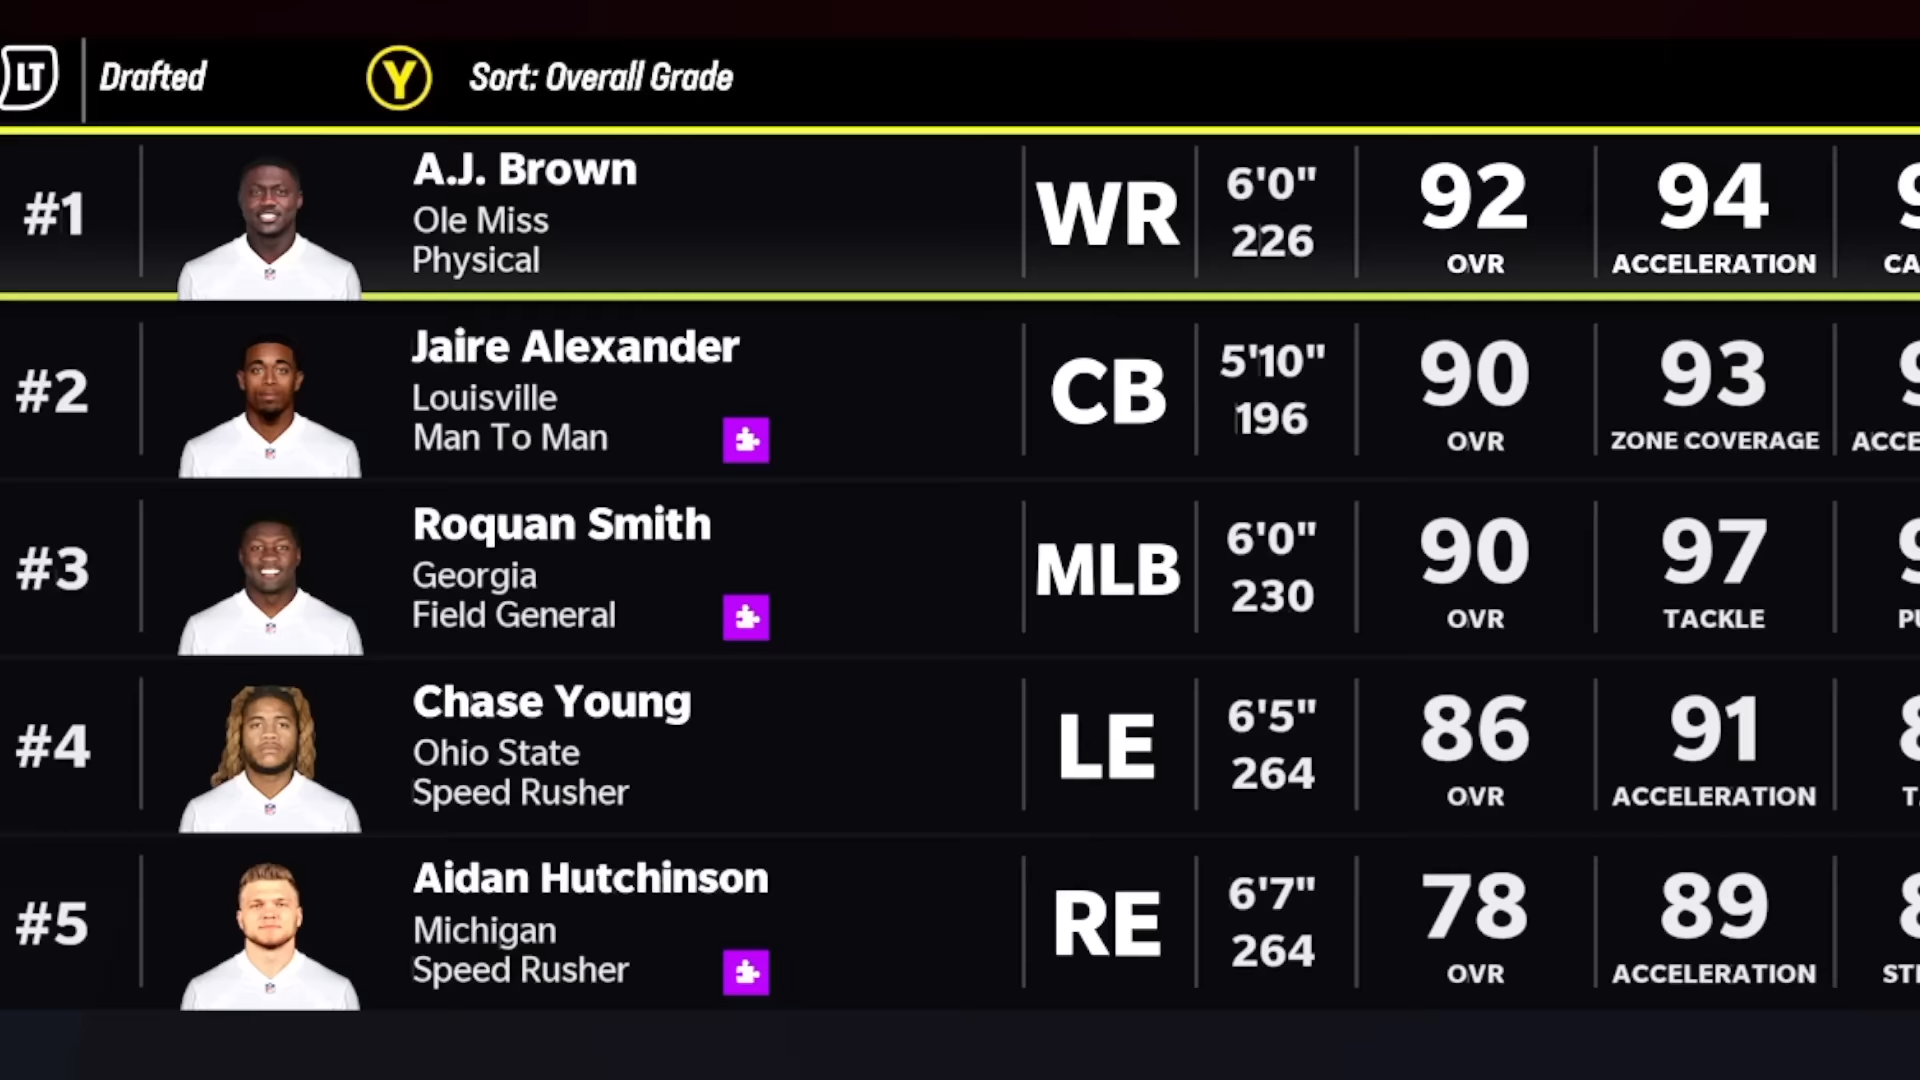 LT Drafted Y Sort: Overall Grade
#1
A.J. Brown
Ole Miss
Physical
WR
6'0"
226
92
OVR
94
ACCELERATION
#2
Jaire Alexander
Louisville
Man To Man
CB
5'10"
196
90
OVR
93
ZONE COVERAGE
#3
Roquan Smith
Georgia
Field General
MLB
6'0"
230
90
OVR
97
TACKLE
#4
Chase Young
Ohio State
Speed Rusher
LE
6'5"
264
86
OVR
91
ACCELERATION
#5
Aidan Hutchinson
Michigan
Speed Rusher
RE
6'7"
264
78
OVR
89
ACCELERATION